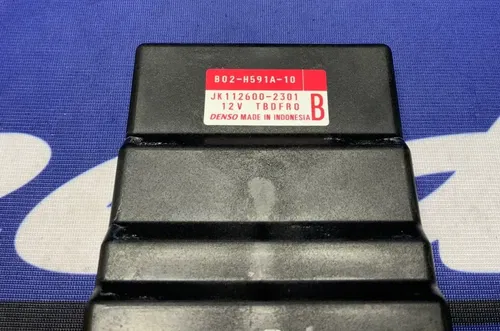 B02-H591A-10
JK112600-2301
12V TBDFR0
DENSO MADE IN INDONESIA B